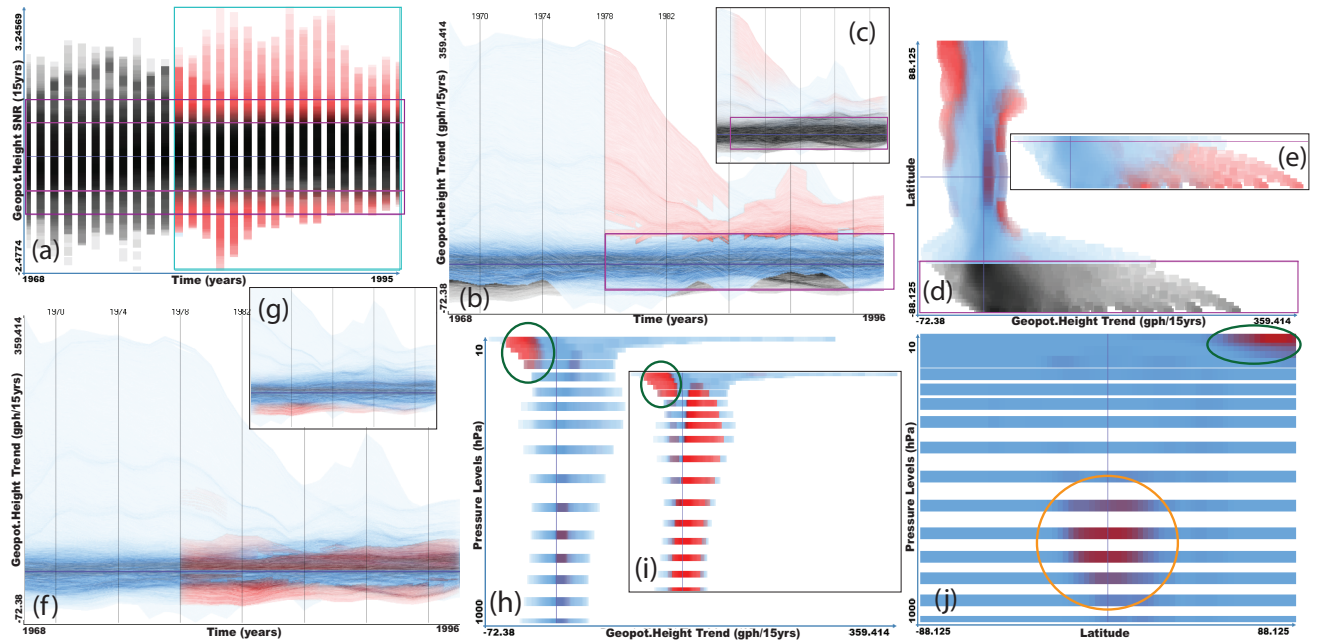 3.24569
Geopot.Height SNR (15yrs)
-2.4774
(a)
1968
Time (years)
1995
1970
1974
1978
1982
359.414
Geopot.Height Trend (gph/15yrs)
-72.38
(b)
(c)
1968
Time (years)
1996
88.125
Latitude
-88.125
(d)
(e)
-72.38
Geopot.Height Trend (gph/15yrs)
359.414
1970
1974
1978
1982
359.414
Geopot.Height Trend (gph/15yrs)
-72.38
(f)
(g)
1968
Time (years)
1996
10
Pressure Levels (hPa)
1000
(h)
(i)
-72.38
Geopot.Height Trend (gph/15yrs)
359.414
10
Pressure Levels (hPa)
1000
(j)
-88.125
Latitude
88.125